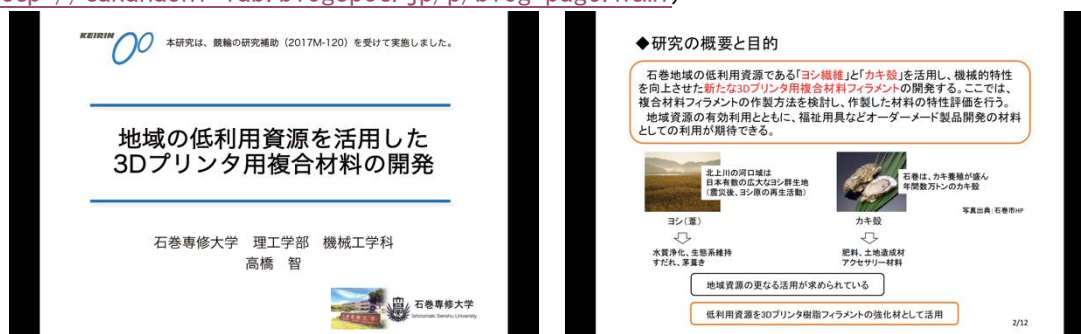 KEIRIN
本研究は、競輪の研究補助（2017M-120）を受けて実施しました。
地域の低利用資源を活用した
3Dプリンタ用複合材料の開発
石巻専修大学　理工学部　機械工学科
高橋　智
石巻専修大学
Ishinomaki Senshu University
◆研究の概要と目的
石巻地域の低利用資源である「ヨシ繊維」と「カキ殻」を活用し、機械的特性
を向上させた新たな3Dプリンタ用複合材料フィラメントの開発する。ここでは、
複合材料フィラメントの作製方法を検討し、作製した材料の特性評価を行う。
地域資源の有効利用とともに、福祉用具などオーダーメード製品開発の材料
としての利用が期待できる。
北上川の河口域は
日本有数の広大なヨシ群生地
（震災後、ヨシ原の再生活動）
石巻は、カキ養殖が盛ん
年間数万トンのカキ殻
写真出典：石巻市HP
ヨシ（葦）
カキ殻
水質浄化、生態系維持
すだれ、茅葺き
肥料、土地造成材
アクセサリー材料
地域資源の更なる活用が求められている
低利用資源を3Dプリンタ樹脂フィラメントの強化材として活用
2/12